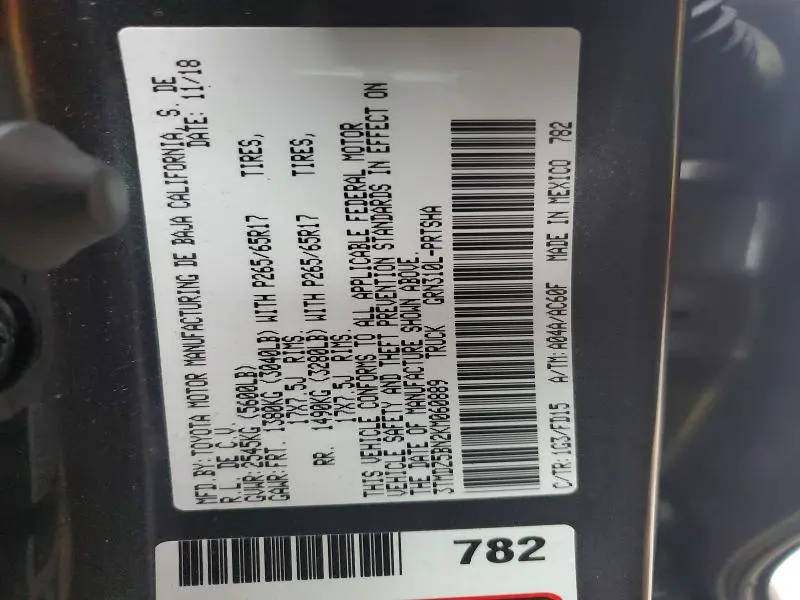 MFD.BY:TOYOTA MOTOR MANUFACTURING DE BAJA CALIFORNIA, S. DE
R.L. DE C.V. DATE: 11/18
GVWR:2545KG (5600LB)
GAWR:FRT. 1380KG (3040LB) WITH P265/65R17 TIRES,
17X7.5J RIMS.
RR. 1490KG (3280LB) WITH P265/65R17 TIRES,
17X7.5J RIMS.
THIS VEHICLE CONFORMS TO ALL APPLICABLE FEDERAL MOTOR
VEHICLE SAFETY AND THEFT PREVENTION STANDARDS IN EFFECT ON
THE DATE OF MANUFACTURE SHOWN ABOVE.
3TMDZ5BN2KM060889 TRUCK GRN310L-PRTSHA
C/TR:1G3/FD15 A/TM:A04A/AC60F MADE IN MEXICO 782
782